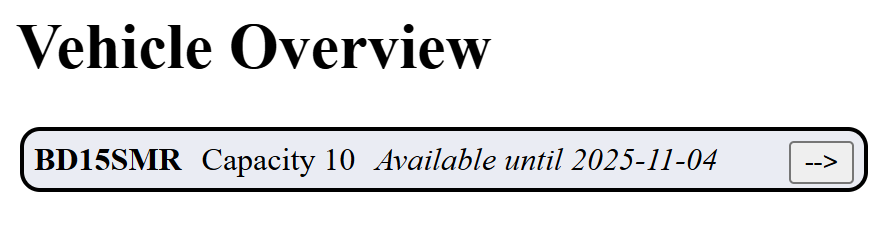 Vehicle Overview
BD15SMR Capacity 10 Available until 2025-11-04 -->